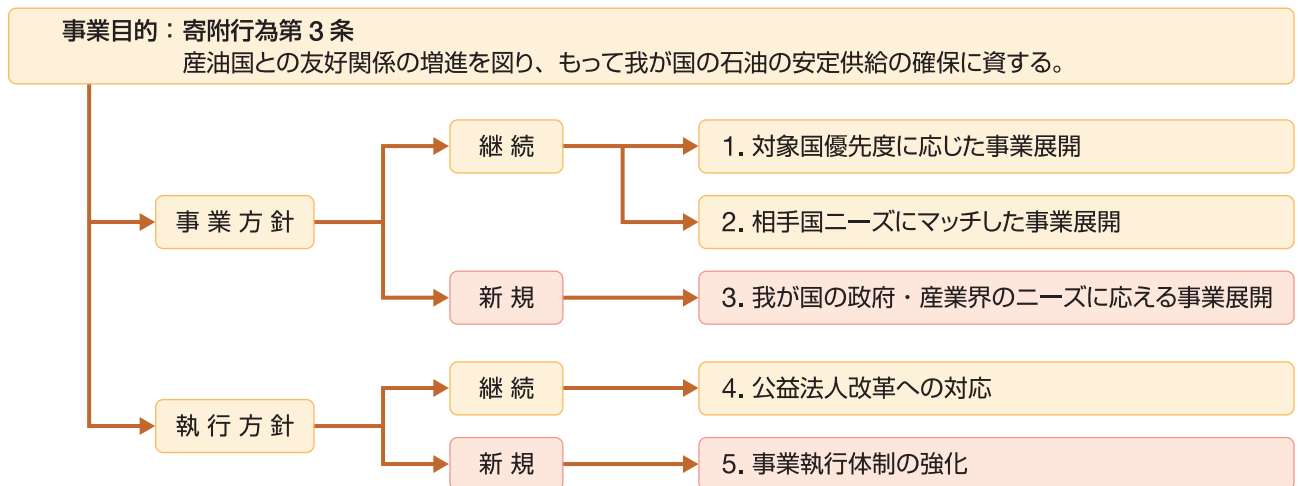 事業目的：寄附行為第3条
産油国との友好関係の増進を図り、もって我が国の石油の安定供給の確保に資する。
継続
1. 対象国優先度に応じた事業展開
事業方針
2. 相手国ニーズにマッチした事業展開
新規
3. 我が国の政府・産業界のニーズに応える事業展開
継続
4. 公益法人改革への対応
執行方針
新規
5. 事業執行体制の強化